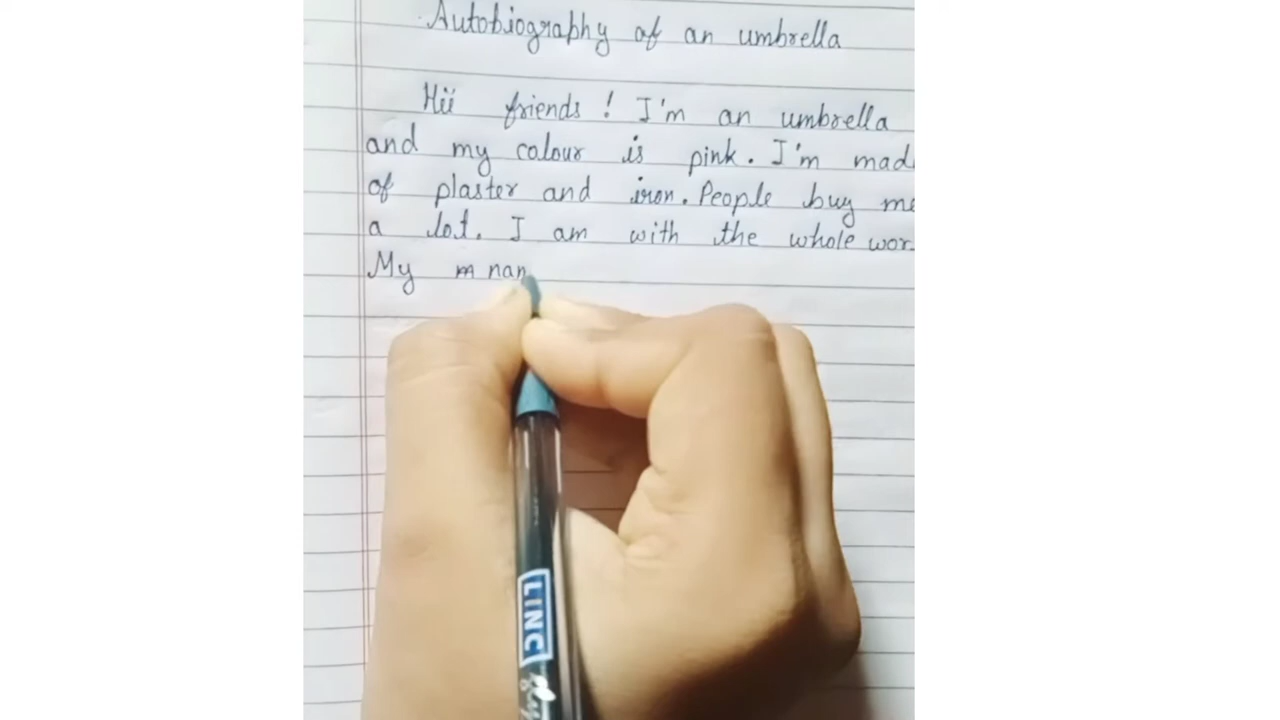 Autobiography of an umbrella
Hii friends! I'm an umbrella
and my colour is pink. I'm mad
of plaster and iron. People buy me
a lot. I am with the whole wor
My m nam
LINC